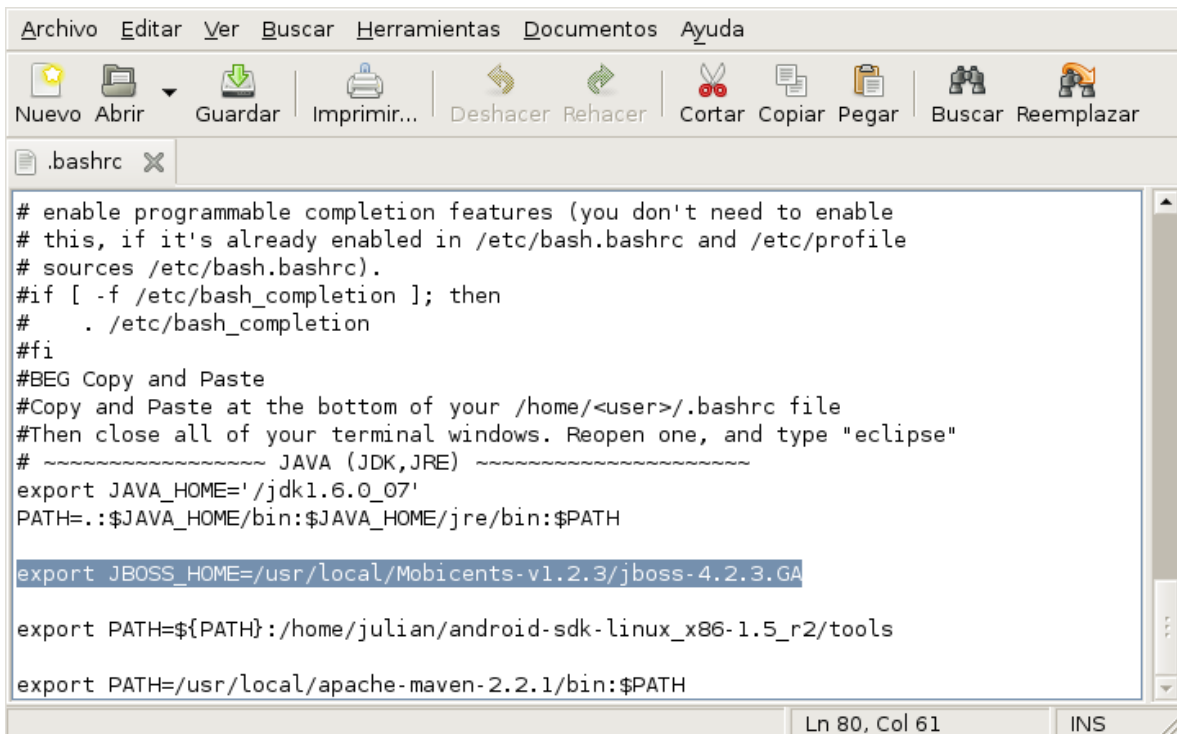 Archivo Editar Ver Buscar Herramientas Documentos Ayuda
Nuevo Abrir Guardar Imprimir... Deshacer Rehacer Cortar Copiar Pegar Buscar Reemplazar
.bashrc
# enable programmable completion features (you don't need to enable
# this, if it's already enabled in /etc/bash.bashrc and /etc/profile
# sources /etc/bash.bashrc).
#if [ -f /etc/bash_completion ]; then
#    . /etc/bash_completion
#fi
#BEG Copy and Paste
#Copy and Paste at the bottom of your /home/<user>/.bashrc file
#Then close all of your terminal windows. Reopen one, and type "eclipse"
# ~~~~~~~~~~~~~~~~~ JAVA (JDK,JRE) ~~~~~~~~~~~~~~~~~~~~~
export JAVA_HOME='/jdk1.6.0_07'
PATH=.:$JAVA_HOME/bin:$JAVA_HOME/jre/bin:$PATH
export JBOSS_HOME=/usr/local/Mobicents-v1.2.3/jboss-4.2.3.GA
export PATH=${PATH}:/home/julian/android-sdk-linux_x86-1.5_r2/tools
export PATH=/usr/local/apache-maven-2.2.1/bin:$PATH
Ln 80, Col 61 INS